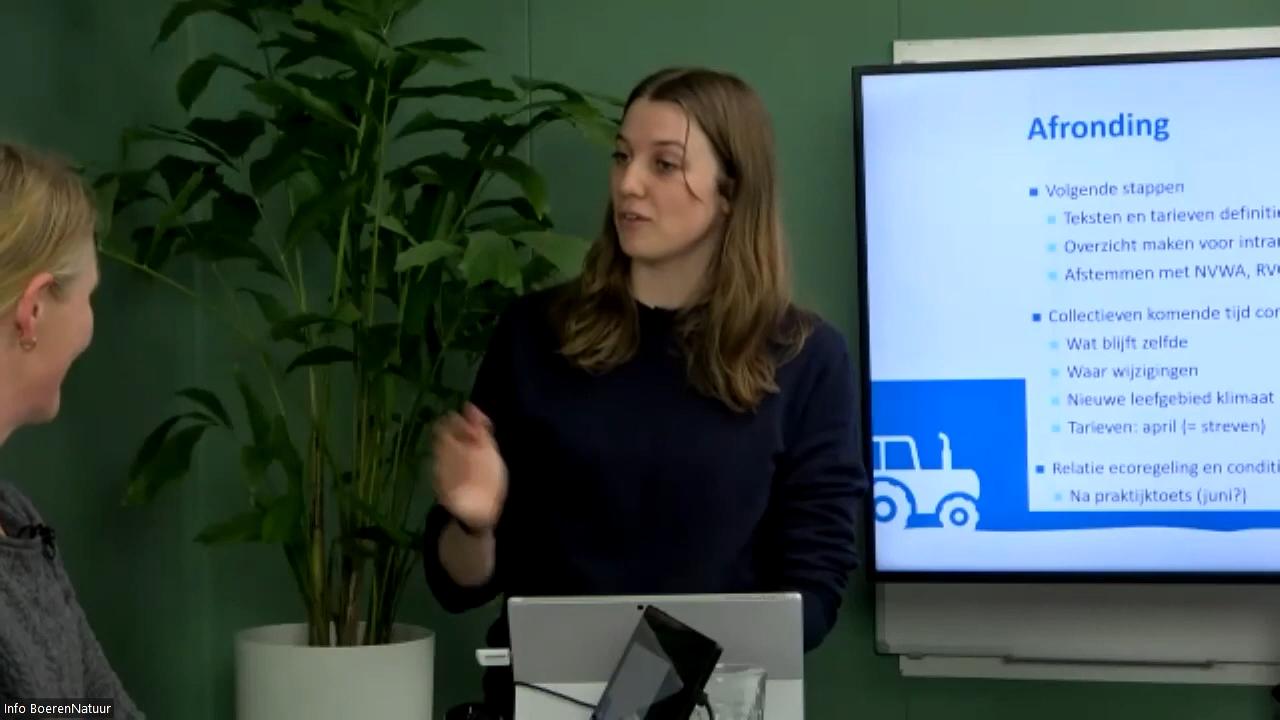 Afronding
Volgende stappen
Teksten en tarieven
Overzicht maken voor
Afstemmen met NVWA,
Collectieven komende tijd
Wat blijft zelfde
Waar wijzigingen
Nieuwe leefgebied klimaat
Tarieven: april (= streven)
Relatie ecoregeling en
Na praktijktoets (juni?)
Info BoerenNatuur